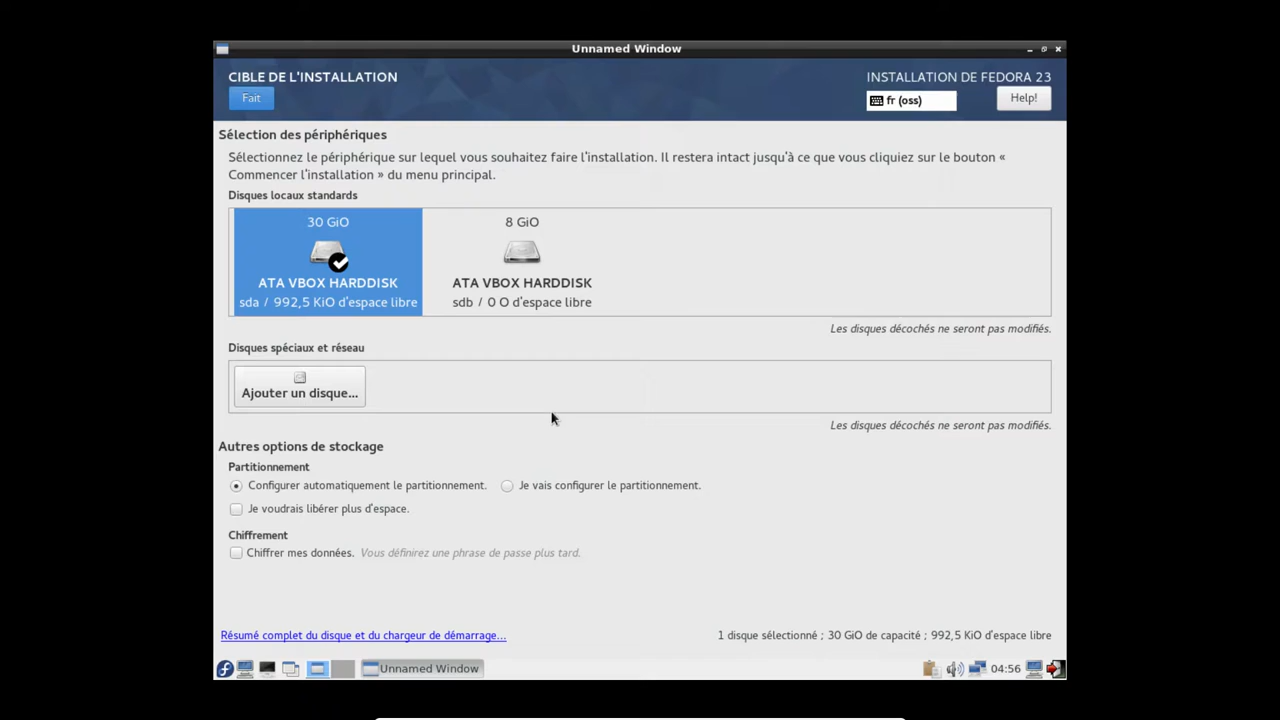 Unnamed Window
CIBLE DE L'INSTALLATION
INSTALLATION DE FEDORA 23
Fait
fr (oss)
Help!
Sélection des périphériques
Sélectionnez le périphérique sur lequel vous souhaitez faire l'installation. Il restera intact jusqu'à ce que vous cliquiez sur le bouton «
Commencer l'installation » du menu principal.
Disques locaux standards
30 GiO
8 GiO
ATA VBOX HARDDISK
ATA VBOX HARDDISK
sda / 992,5 KiO d'espace libre
sdb / 0 O d'espace libre
Les disques décochés ne seront pas modifiés.
Disques spéciaux et réseau
Ajouter un disque...
Les disques décochés ne seront pas modifiés.
Autres options de stockage
Partitionnement
Configurer automatiquement le partitionnement.
Je vais configurer le partitionnement.
Je voudrais libérer plus d'espace.
Chiffrement
Chiffrer mes données. Vous définirez une phrase de passe plus tard.
Résumé complet du disque et du chargeur de démarrage...
1 disque sélectionné ; 30 GiO de capacité ; 992,5 KiO d'espace libre
Unnamed Window
04:56